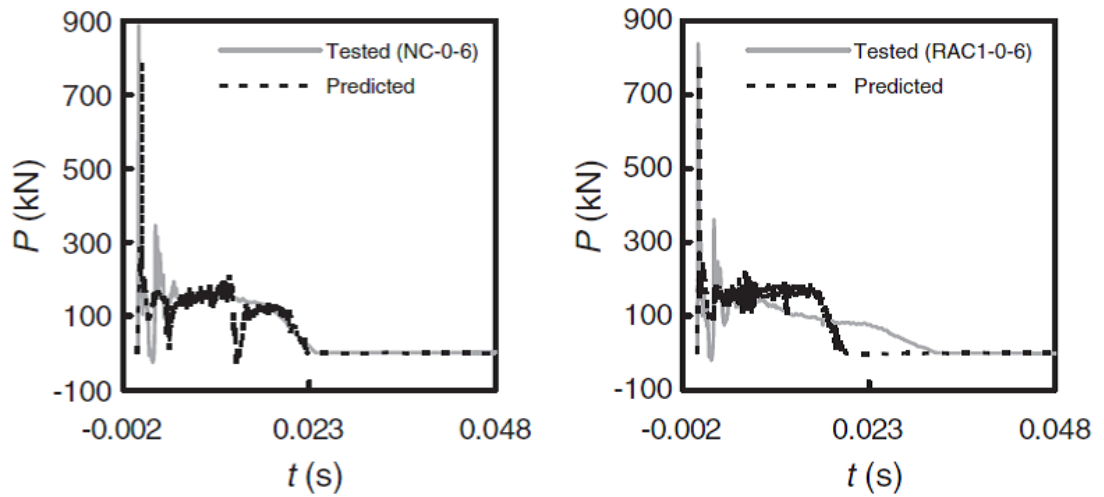 900
700
500
300
100
-100
P (kN)
Tested (NC-0-6)
Predicted
-0.002
0.023
0.048
t (s)
900
700
500
300
100
-100
P (kN)
Tested (RAC1-0-6)
Predicted
-0.002
0.023
0.048
t (s)